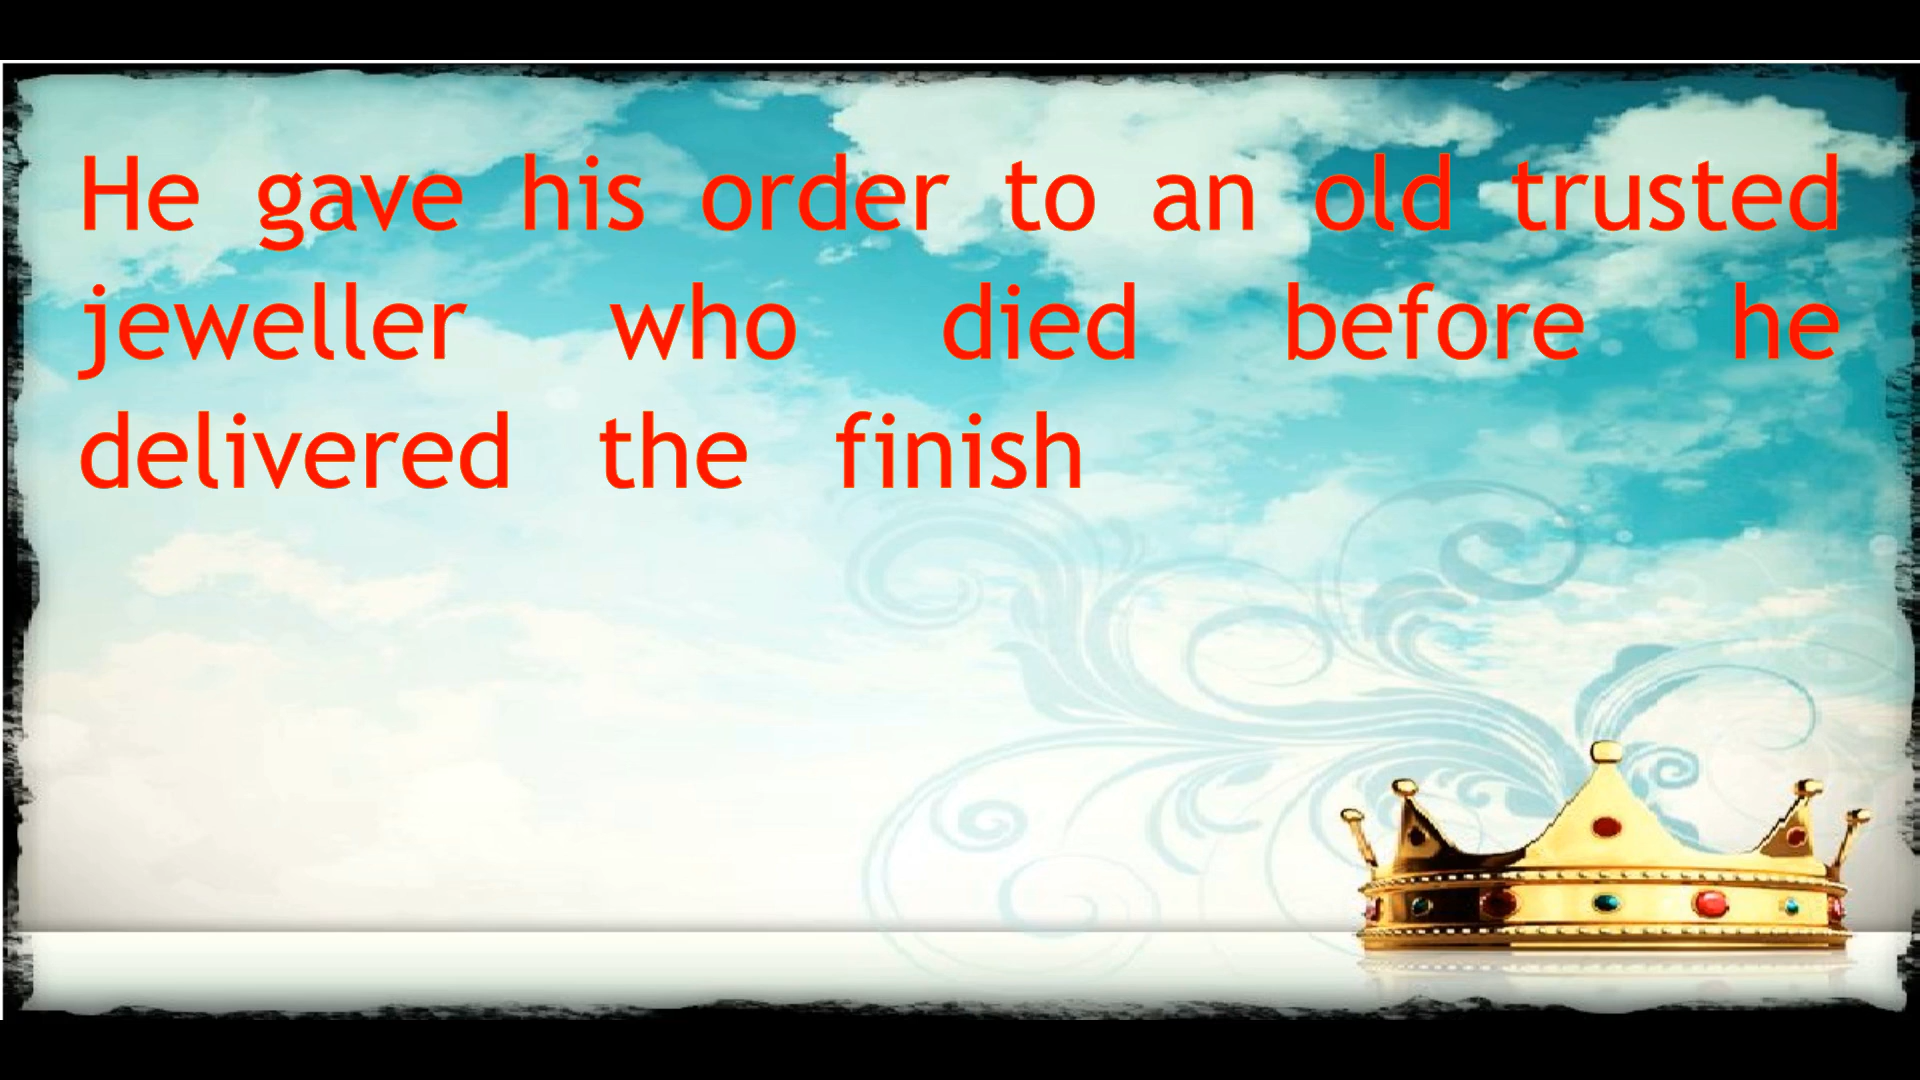 He gave his order to an old trusted
jeweller who died before he
delivered the finish